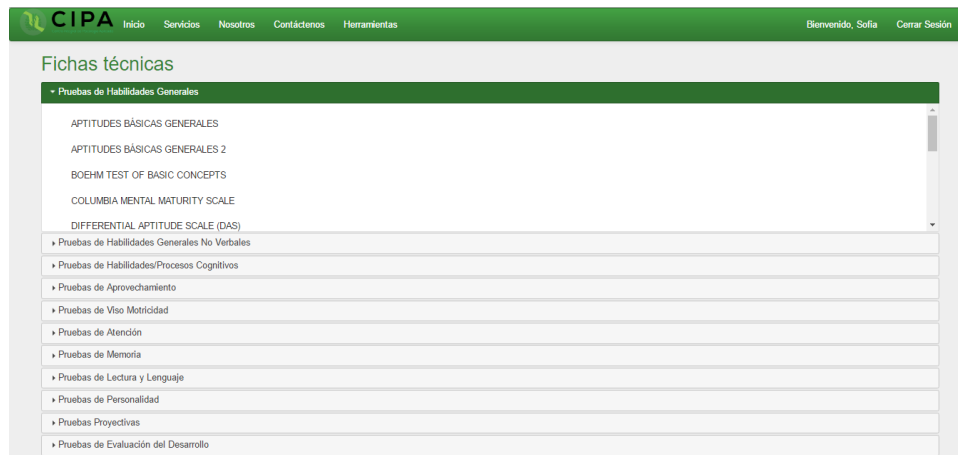 CIPA Inicio Servicios Nosotros Contáctenos Herramientas Bienvenido, Sofia Cerrar Sesión
Fichas técnicas
Pruebas de Habilidades Generales
APTITUDES BÁSICAS GENERALES
APTITUDES BÁSICAS GENERALES 2
BOEHM TEST OF BASIC CONCEPTS
COLUMBIA MENTAL MATURITY SCALE
DIFFERENTIAL APTITUDE SCALE (DAS)
Pruebas de Habilidades Generales No Verbales
Pruebas de Habilidades/Procesos Cognitivos
Pruebas de Aprovechamiento
Pruebas de Viso Motricidad
Pruebas de Atención
Pruebas de Memoria
Pruebas de Lectura y Lenguaje
Pruebas de Personalidad
Pruebas Proyectivas
Pruebas de Evaluación del Desarrollo